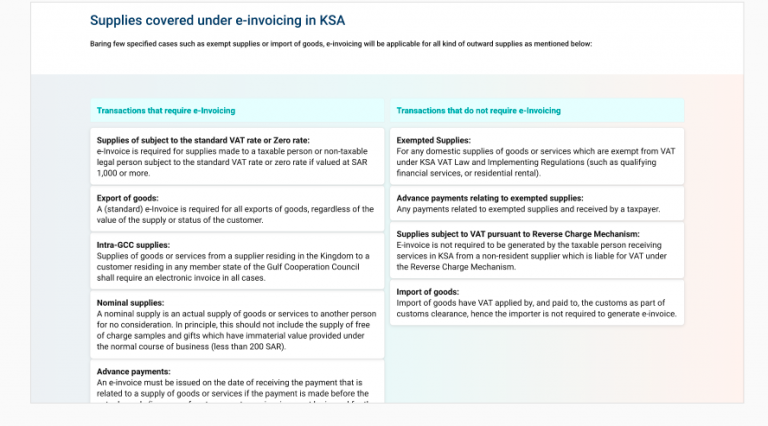 Supplies covered under e-invoicing in KSA
Baring few specified cases such as exempt supplies or import of goods, e-invoicing will be applicable for all kind of outward supplies as mentioned below:
Transactions that require e-Invoicing
Supplies of subject to the standard VAT rate or Zero rate:
e-Invoice is required for supplies made to a taxable person or non-taxable
legal person subject to the standard VAT rate or zero rate if valued at SAR
1,000 or more.
Export of goods:
A (standard) e-Invoice is required for all exports of goods, regardless of the
value of the supply or status of the customer.
Intra-GCC supplies:
Supplies of goods or services from a supplier residing in the Kingdom to a
customer residing in any member state of the Gulf Cooperation Council
shall require an electronic invoice in all cases.
Nominal supplies:
A nominal supply is an actual supply of goods or services to another person
for no consideration. In principle, this should not include the supply of free
of charge samples and gifts which have immaterial value provided under
the normal course of business (less than 200 SAR).
Advance payments:
An e-invoice must be issued on the date of receiving the payment that is
related to a supply of goods or services if the payment is made before the
Transactions that do not require e-Invoicing
Exempted Supplies:
For any domestic supplies of goods or services which are exempt from VAT
under KSA VAT Law and Implementing Regulations (such as qualifying
financial services, or residential rental).
Advance payments relating to exempted supplies:
Any payments related to exempted supplies and received by a taxpayer.
Supplies subject to VAT pursuant to Reverse Charge Mechanism:
E-invoice is not required to be generated by the taxable person receiving
services in KSA from a non-resident supplier which is liable for VAT under
the Reverse Charge Mechanism.
Import of goods:
Import of goods have VAT applied by, and paid to, the customs as part of
customs clearance, hence the importer is not required to generate e-invoice.